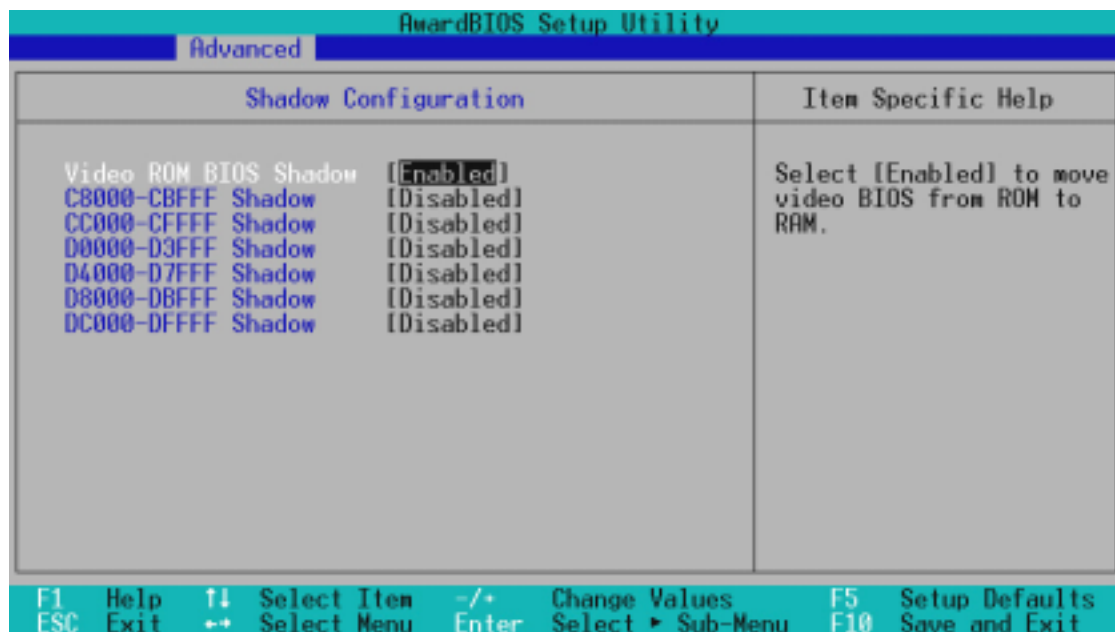 AwardBIOS Setup Utility
Advanced
Shadow Configuration
Item Specific Help
Video ROM BIOS Shadow [Enabled]
C8000-CBFFF Shadow [Disabled]
CC000-CFFFF Shadow [Disabled]
D0000-D3FFF Shadow [Disabled]
D4000-D7FFF Shadow [Disabled]
D8000-DBFFF Shadow [Disabled]
DC000-DFFFF Shadow [Disabled]
Select [Enabled] to move
video BIOS from ROM to
RAM.
F1 Help ↑↓ Select Item -/+ Change Values F5 Setup Defaults
ESC Exit ←→ Select Menu Enter Select ► Sub-Menu F10 Save and Exit